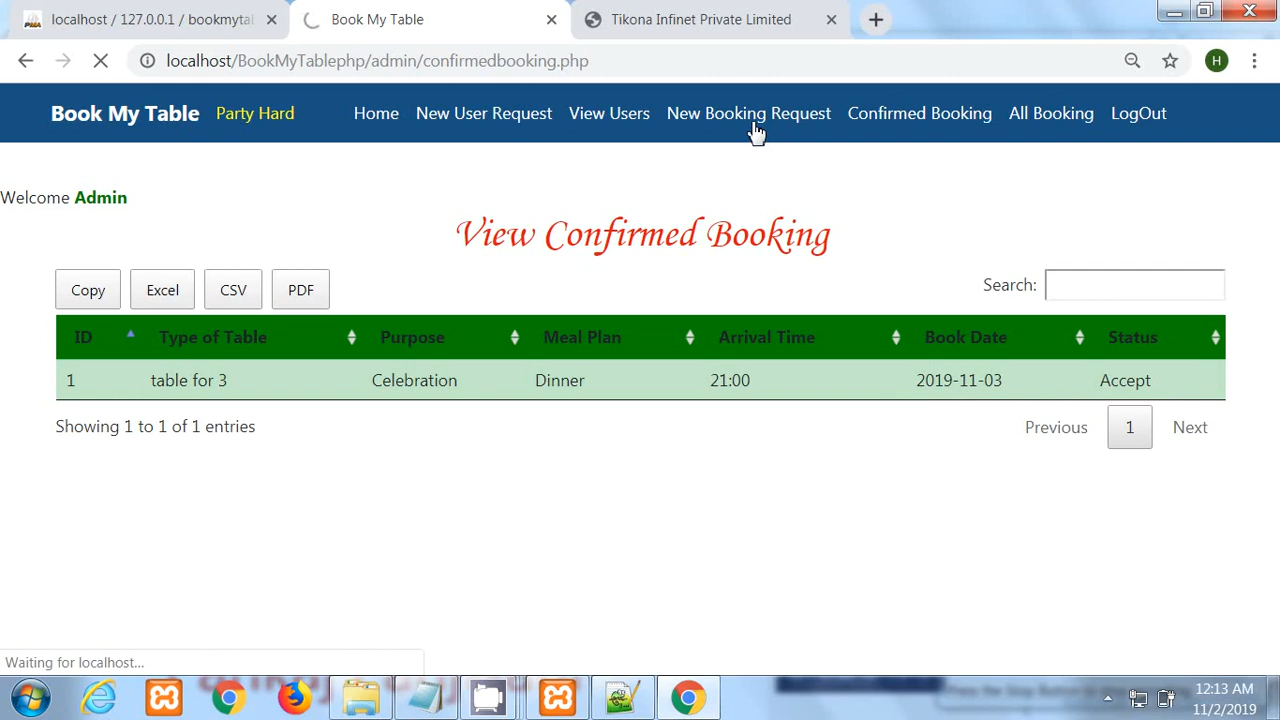 localhost / 127.0.0.1 / bookmyta
Book My Table
Tikona Infinet Private Limited
localhost/BookMyTablephp/admin/confirmedbooking.php
H
Book My Table Party Hard Home New User Request View Users New Booking Request Confirmed Booking All Booking LogOut
Welcome Admin
View Confirmed Booking
Copy Excel CSV PDF Search:
ID Type of Table Purpose Meal Plan Arrival Time Book Date Status
1 table for 3 Celebration Dinner 21:00 2019-11-03 Accept
Showing 1 to 1 of 1 entries
Previous 1 Next
Waiting for localhost...
12:13 AM
11/2/2019